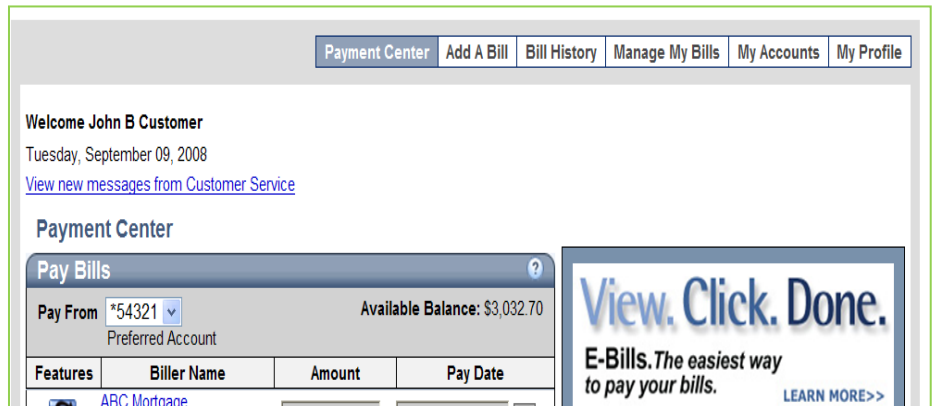 Payment Center Add A Bill Bill History Manage My Bills My Accounts My Profile
Welcome John B Customer
Tuesday, September 09, 2008
View new messages from Customer Service
Payment Center
Pay Bills ?
Pay From *54321 Available Balance: $3,032.70
Preferred Account
Features Biller Name Amount Pay Date
ABC Mortgage
View. Click. Done.
E-Bills. The easiest way
to pay your bills.
LEARN MORE>>